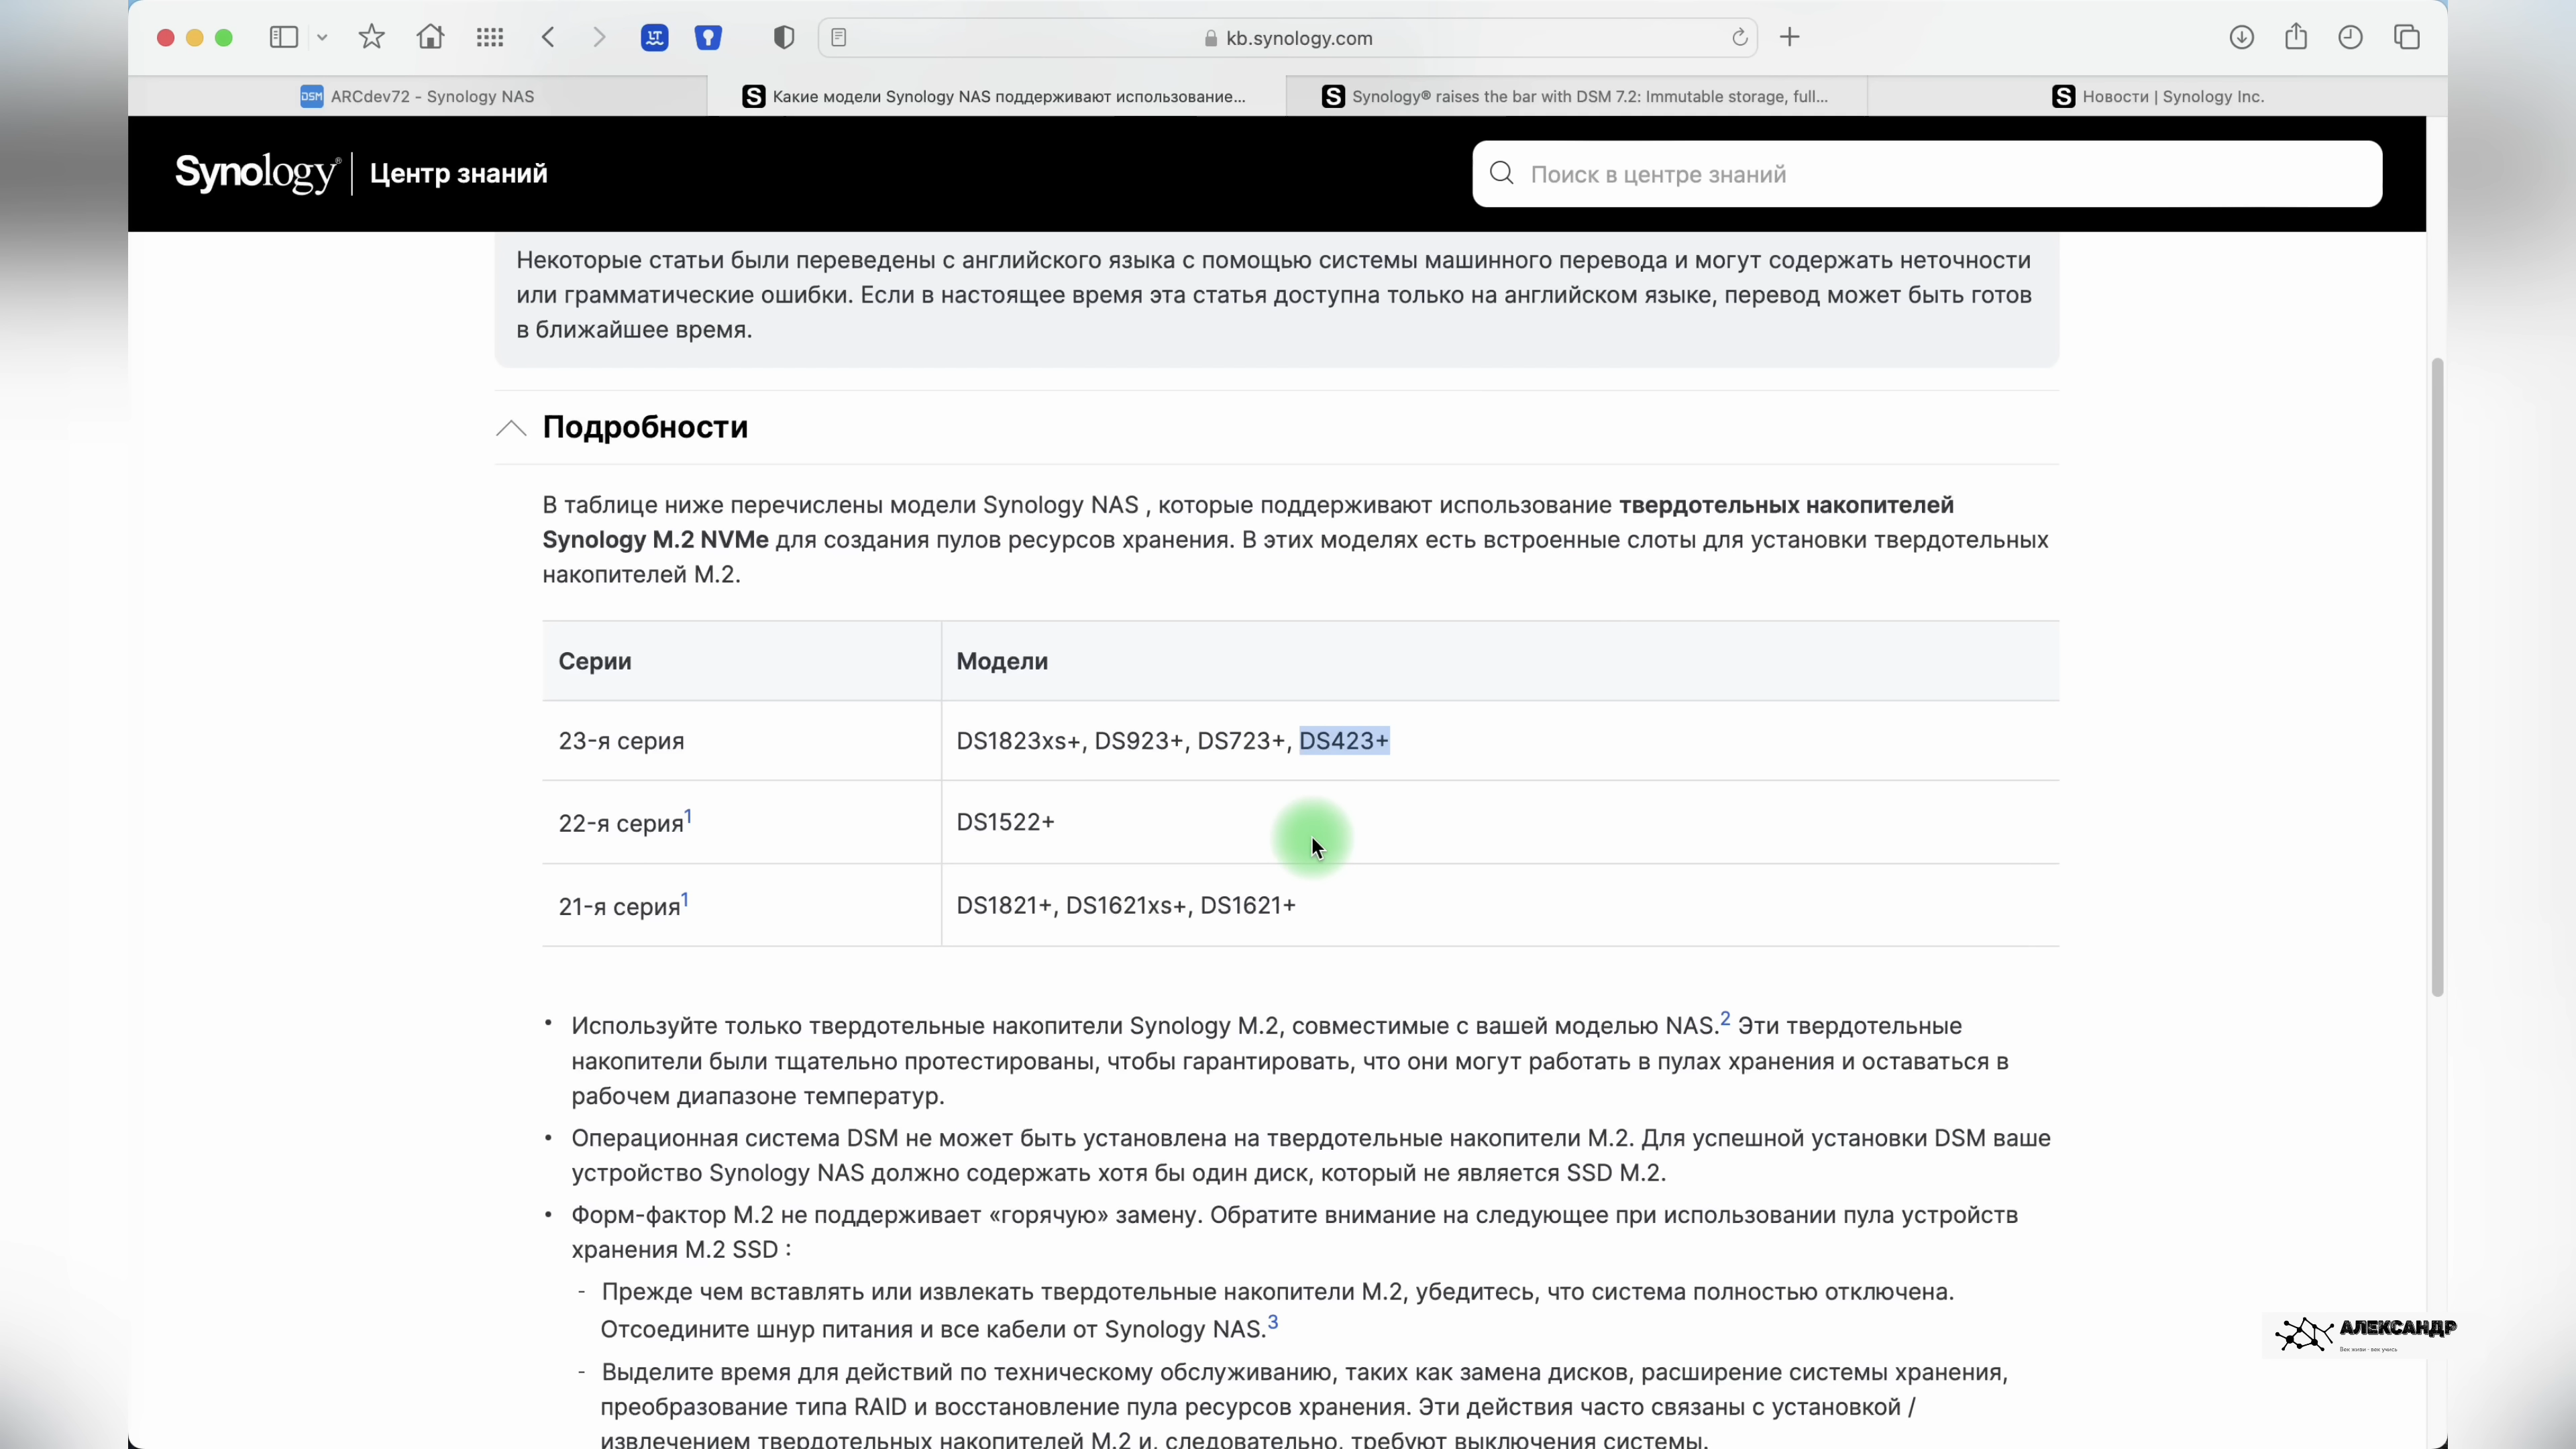 kb.synology.com
ARCdev72 - Synology NAS
Какие модели Synology NAS поддерживают использование...
Synology® raises the bar with DSM 7.2: Immutable storage, full...
Новости | Synology Inc.
Synology® Центр знаний
Поиск в центре знаний
Некоторые статьи были переведены с английского языка с помощью системы машинного перевода и могут содержать неточности
или грамматические ошибки. Если в настоящее время эта статья доступна только на английском языке, перевод может быть готов
в ближайшее время.
Подробности
В таблице ниже перечислены модели Synology NAS , которые поддерживают использование твердотельных накопителей
Synology M.2 NVMe для создания пулов ресурсов хранения. В этих моделях есть встроенные слоты для установки твердотельных
накопителей M.2.
Серии Модели
23-я серия DS1823xs+, DS923+, DS723+, DS423+
22-я серия1 DS1522+
21-я серия1 DS1821+, DS1621xs+, DS1621+
• Используйте только твердотельные накопители Synology M.2, совместимые с вашей моделью NAS.2 Эти твердотельные
накопители были тщательно протестированы, чтобы гарантировать, что они могут работать в пулах хранения и оставаться в
рабочем диапазоне температур.
• Операционная система DSM не может быть установлена на твердотельные накопители M.2. Для успешной установки DSM ваше
устройство Synology NAS должно содержать хотя бы один диск, который не является SSD M.2.
• Форм-фактор M.2 не поддерживает «горячую» замену. Обратите внимание на следующее при использовании пула устройств
хранения M.2 SSD :
- Прежде чем вставлять или извлекать твердотельные накопители M.2, убедитесь, что система полностью отключена.
Отсоедините шнур питания и все кабели от Synology NAS.3
- Выделите время для действий по техническому обслуживанию, таких как замена дисков, расширение системы хранения,
преобразование типа RAID и восстановление пула ресурсов хранения. Эти действия часто связаны с установкой /
извлечением твердотельных накопителей M.2 и, следовательно, требуют выключения системы.
АЛЕКСАНДР
Век живи - век учись